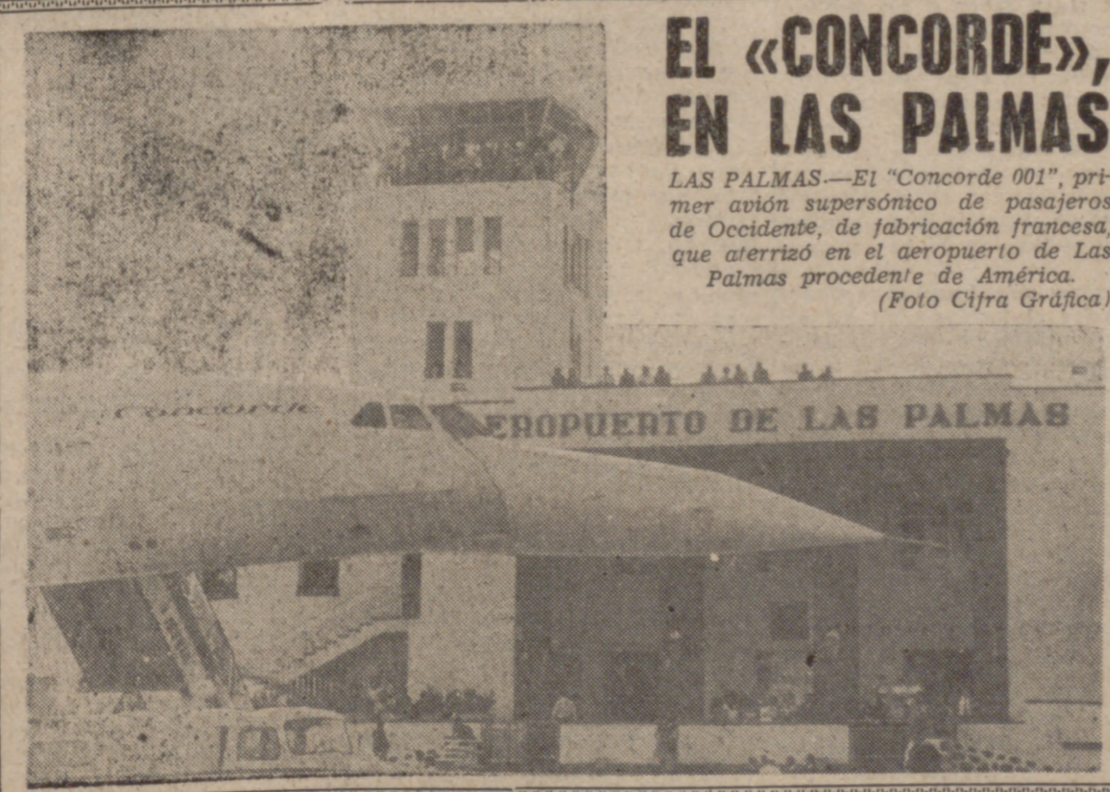 EL «CONCORDE»,
EN LAS PALMAS
LAS PALMAS.—El "Concorde 001", pri-
mer avión supersónico de pasajeros
de Occidente, de fabricación francesa,
que aterrizó en el aeropuerto de Las
Palmas procedente de América.
(Foto Cifra Gráfica)
Concorde
EROPUERTO DE LAS PALMAS